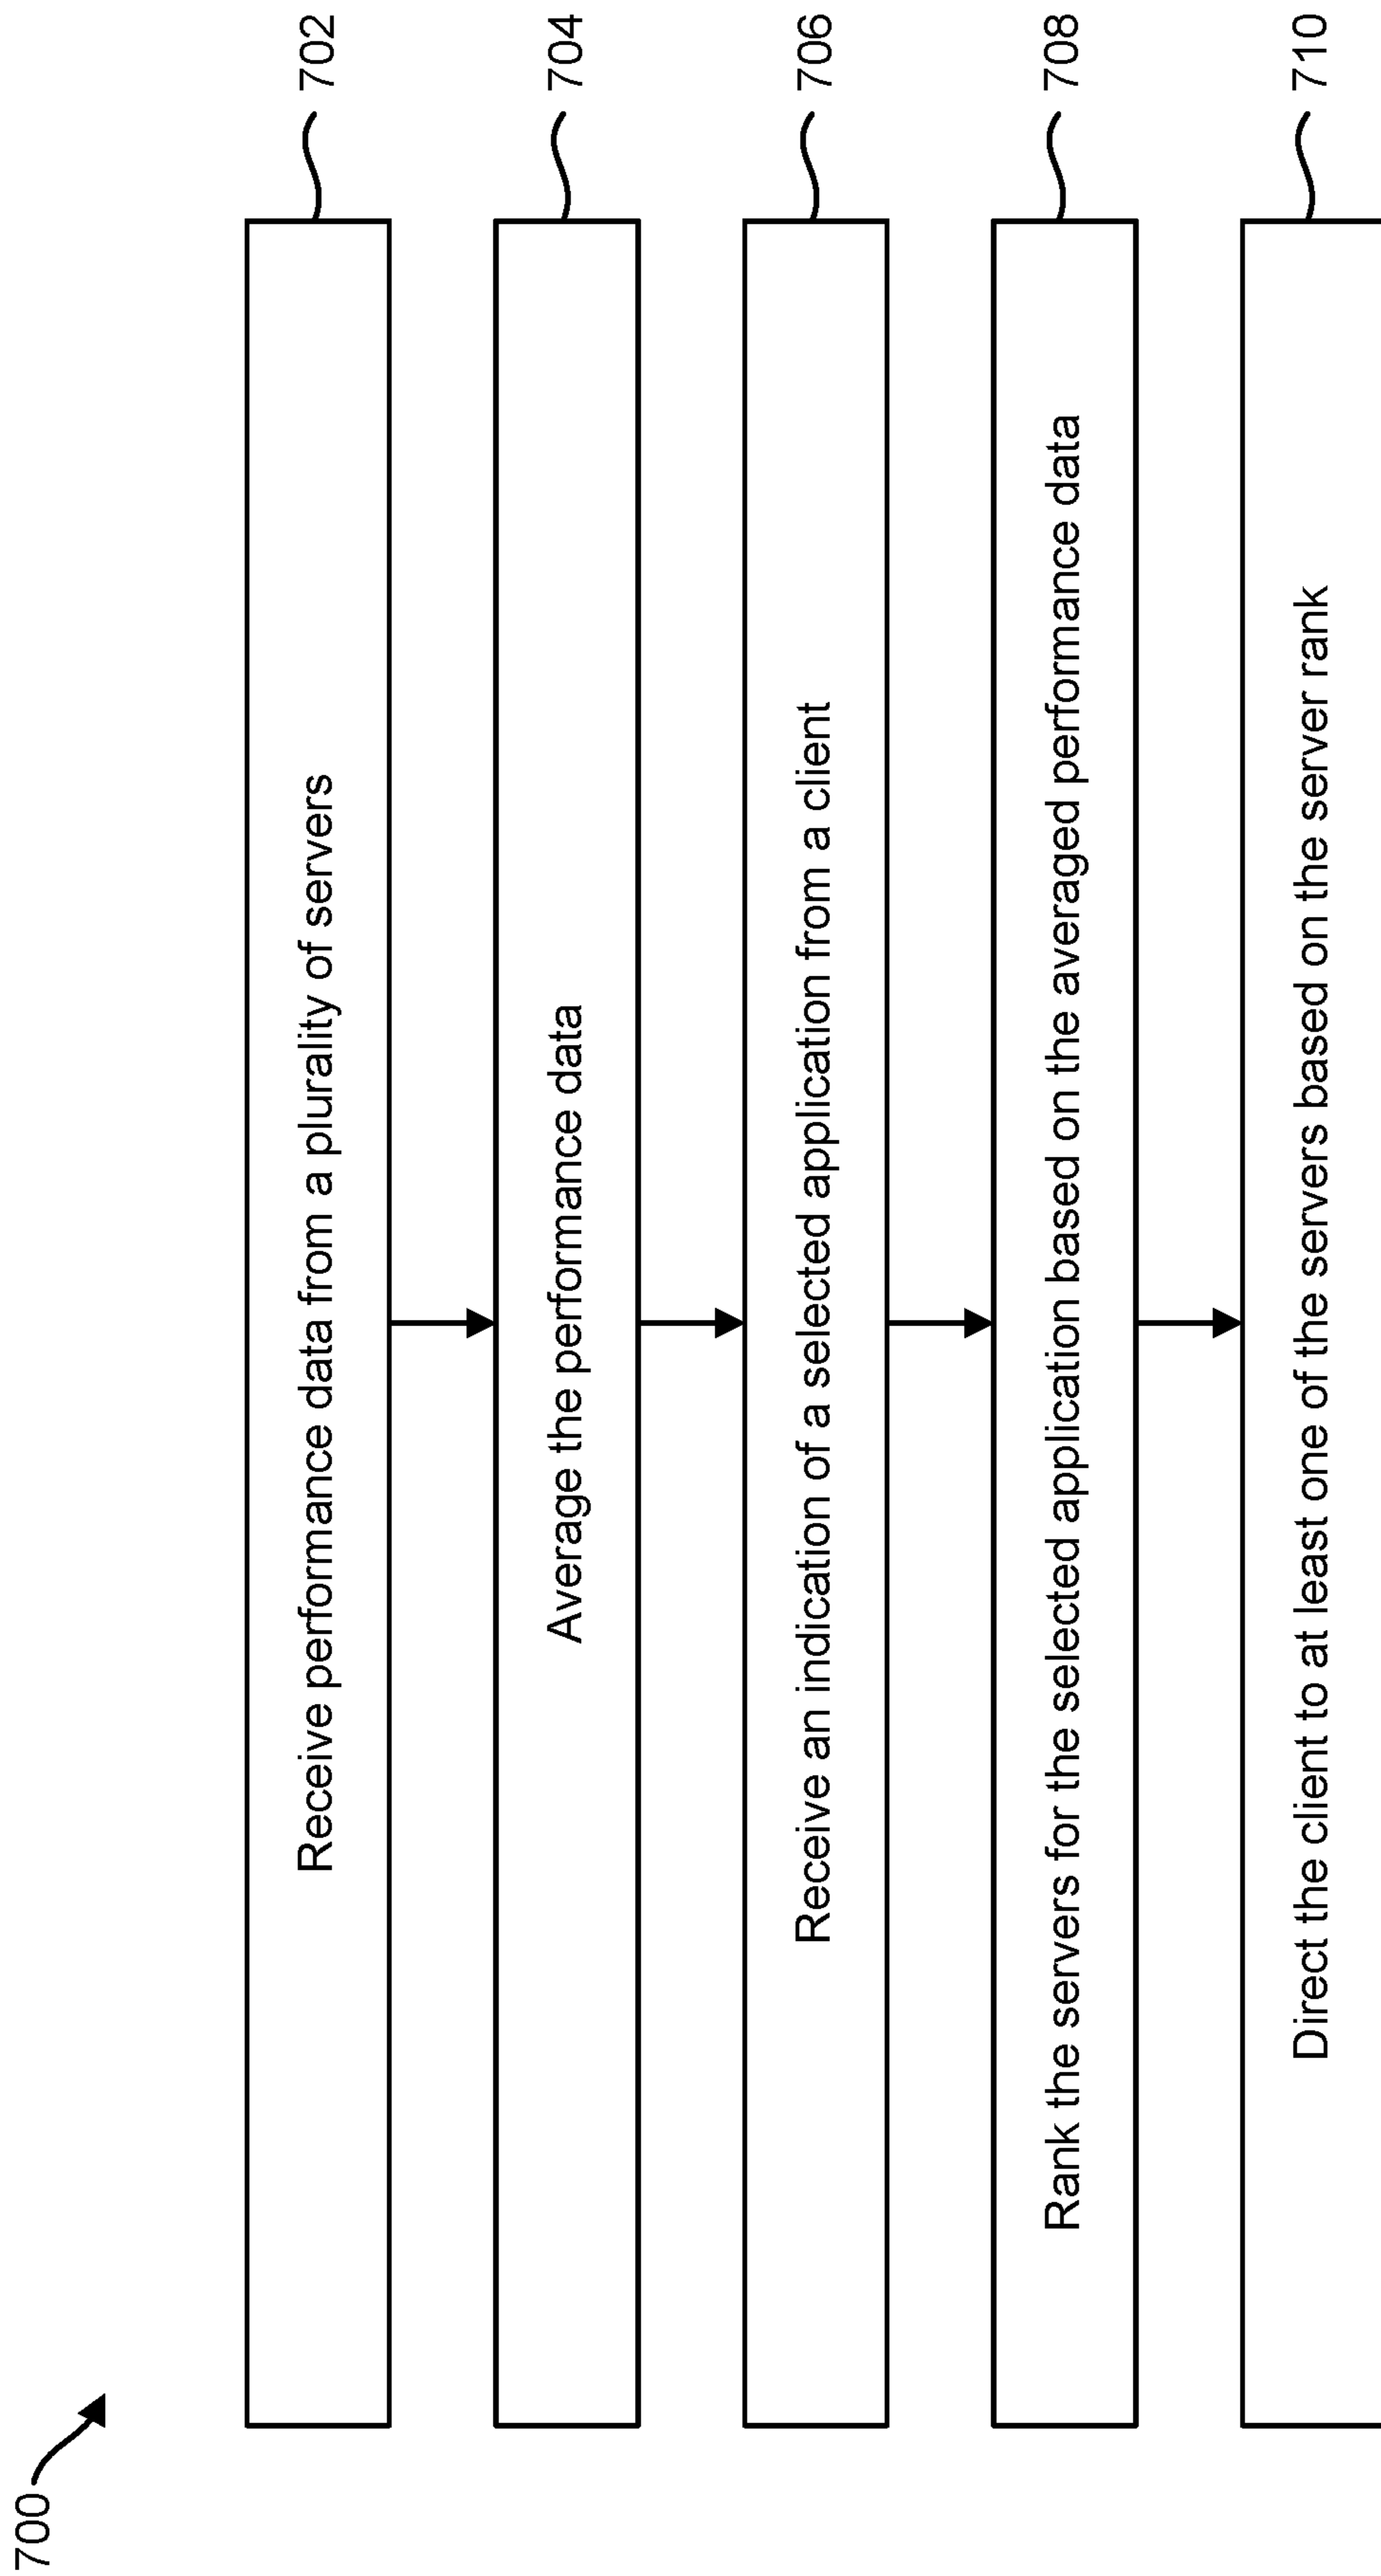 700
Receive performance data from a plurality of servers
702
Average the performance data
704
Receive an indication of a selected application from a client
706
Rank the servers for the selected application based on the averaged performance data
708
Direct the client to at least one of the servers based on the server rank
710